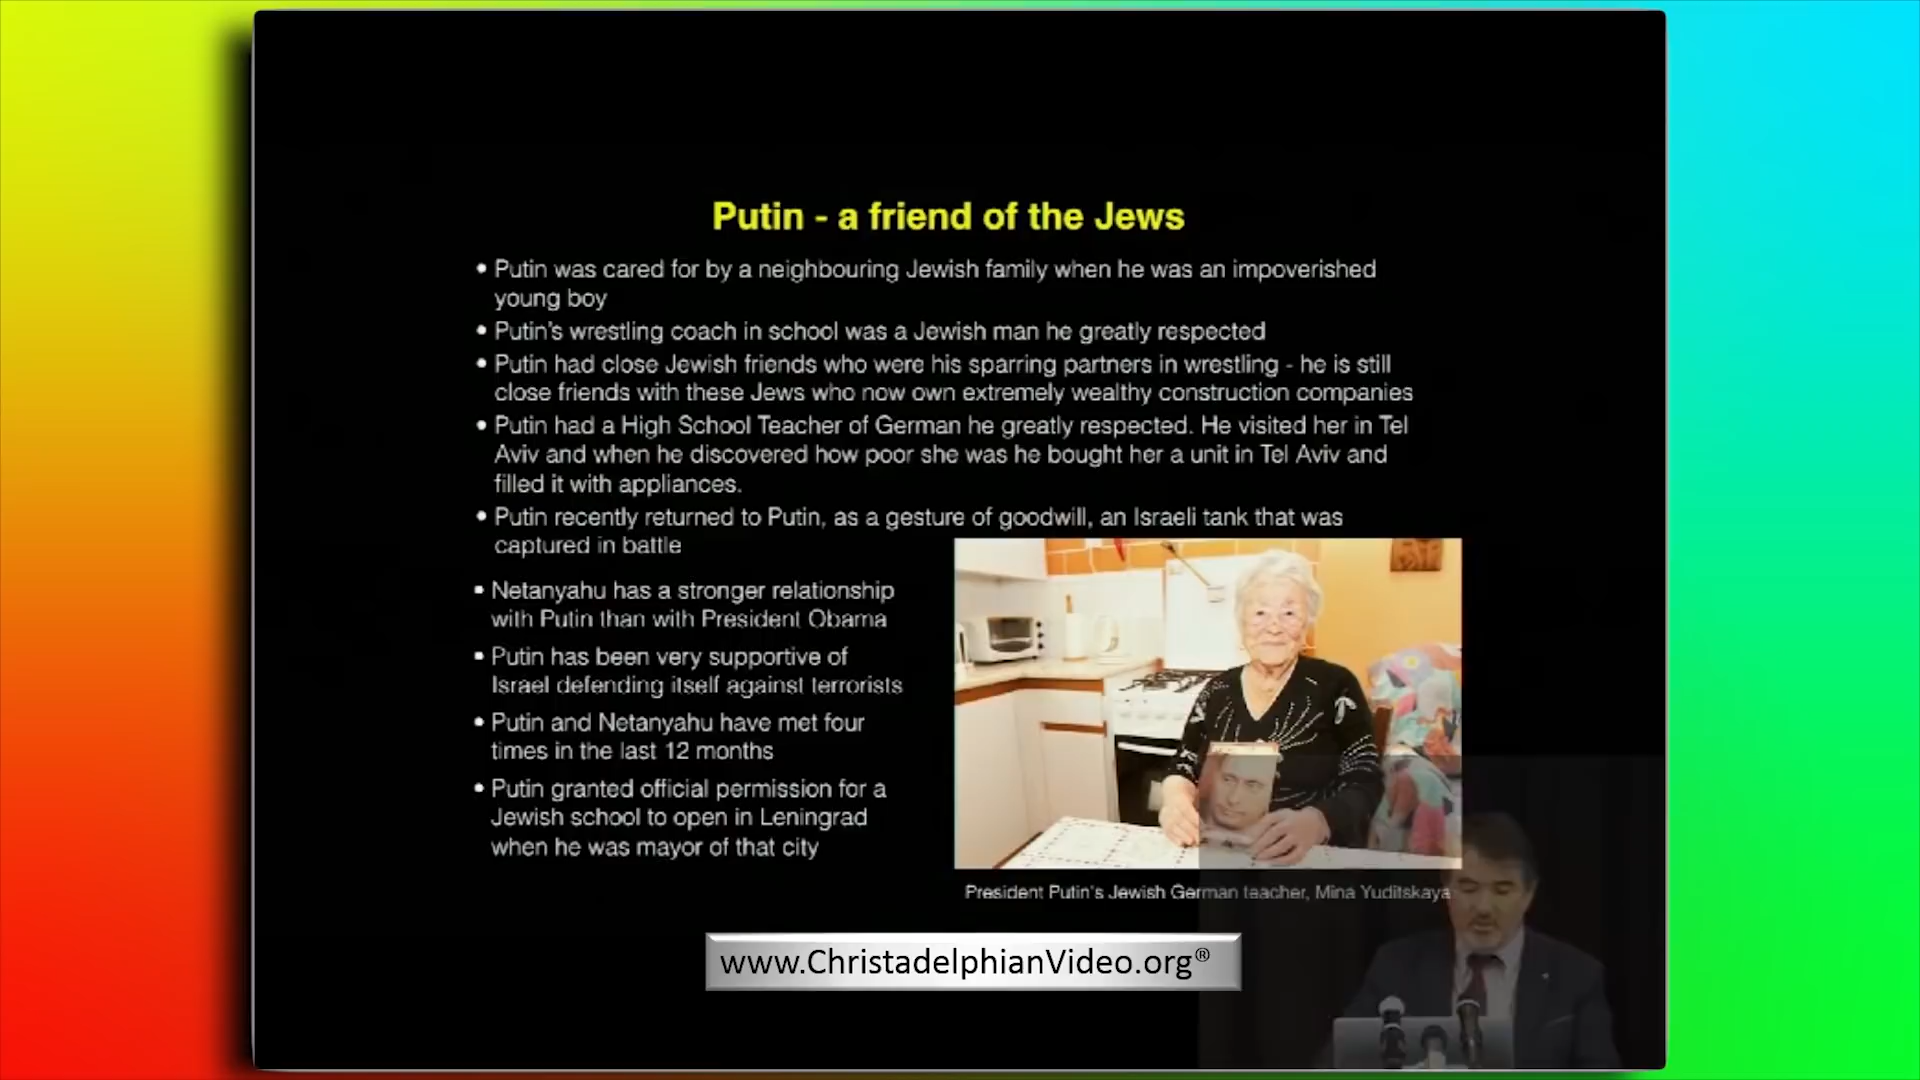 Putin - a friend of the Jews
• Putin was cared for by a neighbouring Jewish family when he was an impoverished
young boy
• Putin's wrestling coach in school was a Jewish man he greatly respected
• Putin had close Jewish friends who were his sparring partners in wrestling - he is still
close friends with these Jews who now own extremely wealthy construction companies
• Putin had a High School Teacher of German he greatly respected. He visited her in Tel
Aviv and when he discovered how poor she was he bought her a unit in Tel Aviv and
filled it with appliances.
• Putin recently returned to Putin, as a gesture of goodwill, an Israeli tank that was
captured in battle
• Netanyahu has a stronger relationship
with Putin than with President Obama
• Putin has been very supportive of
Israel defending itself against terrorists
• Putin and Netanyahu have met four
times in the last 12 months
• Putin granted official permission for a
Jewish school to open in Leningrad
when he was mayor of that city
President Putin's Jewish German teacher, Mina Yuditskaya
www.ChristadelphianVideo.org®